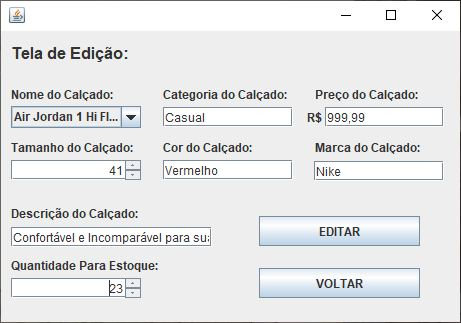 Tela de Edição:
Nome do Calçado: Categoria do Calçado: Preço do Calçado:
Air Jordan 1 Hi Fl... Casual R$ 999,99
Tamanho do Calçado: Cor do Calçado: Marca do Calçado:
41 Vermelho Nike
Descrição do Calçado:
Confortável e Incomparável para sua
EDITAR
Quantidade Para Estoque:
23
VOLTAR